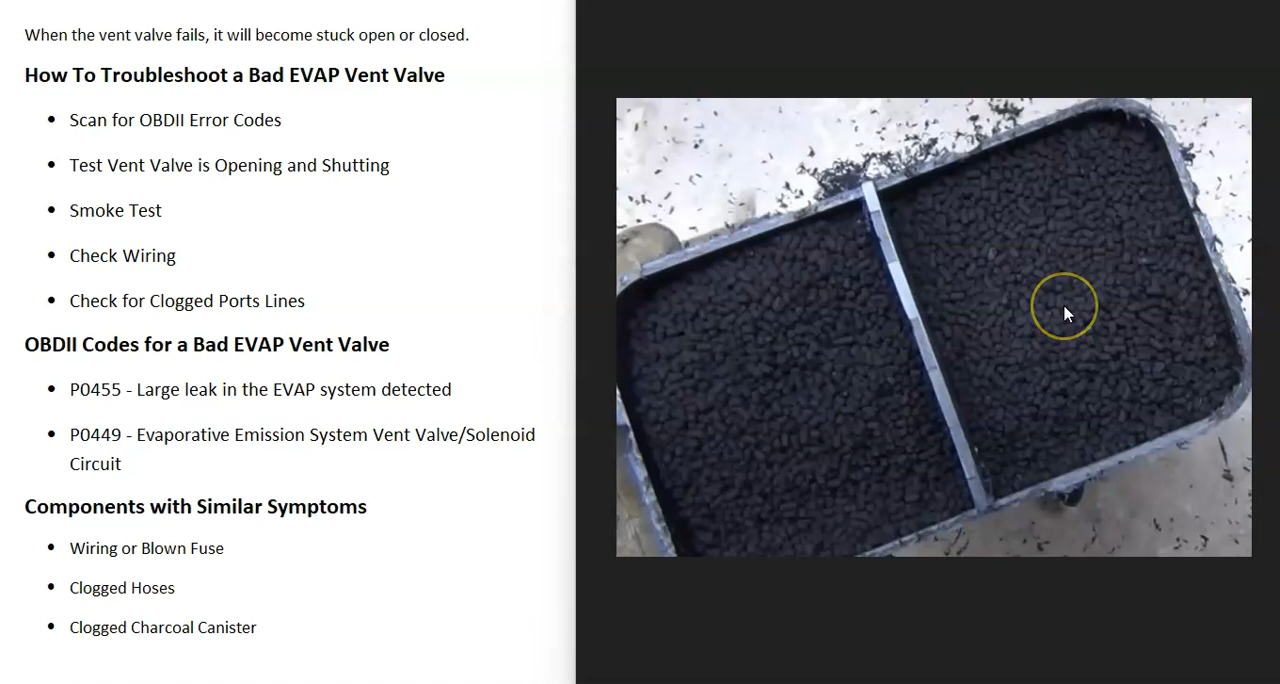 When the vent valve fails, it will become stuck open or closed.
How To Troubleshoot a Bad EVAP Vent Valve
• Scan for OBDII Error Codes
• Test Vent Valve is Opening and Shutting
• Smoke Test
• Check Wiring
• Check for Clogged Ports Lines
OBDII Codes for a Bad EVAP Vent Valve
• P0455 - Large leak in the EVAP system detected
• P0449 - Evaporative Emission System Vent Valve/Solenoid
Circuit
Components with Similar Symptoms
• Wiring or Blown Fuse
• Clogged Hoses
• Clogged Charcoal Canister